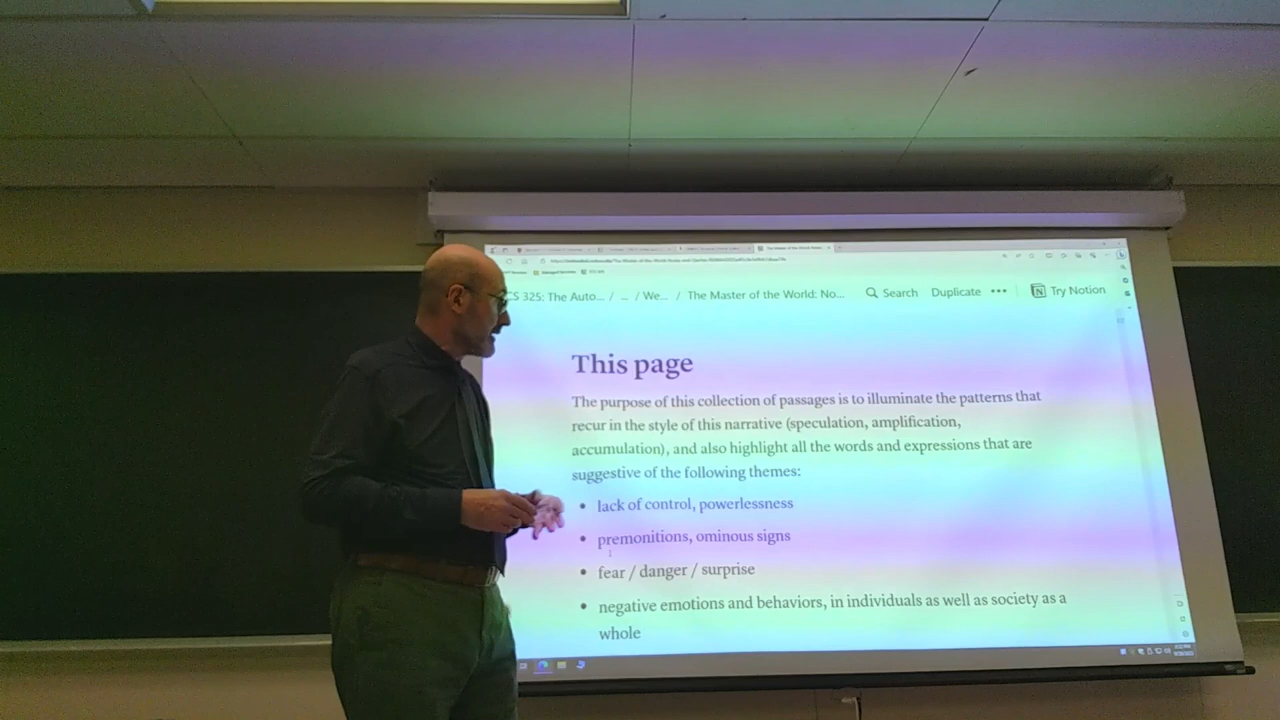 CS 325: The Auto... / ... / We... / The Master of the World: No... Search Duplicate ••• Try Notion
This page
The purpose of this collection of passages is to illuminate the patterns that
recur in the style of this narrative (speculation, amplification,
accumulation), and also highlight all the words and expressions that are
suggestive of the following themes:
• lack of control, powerlessness
• premonitions, ominous signs
• fear / danger / surprise
• negative emotions and behaviors, in individuals as well as society as a
whole